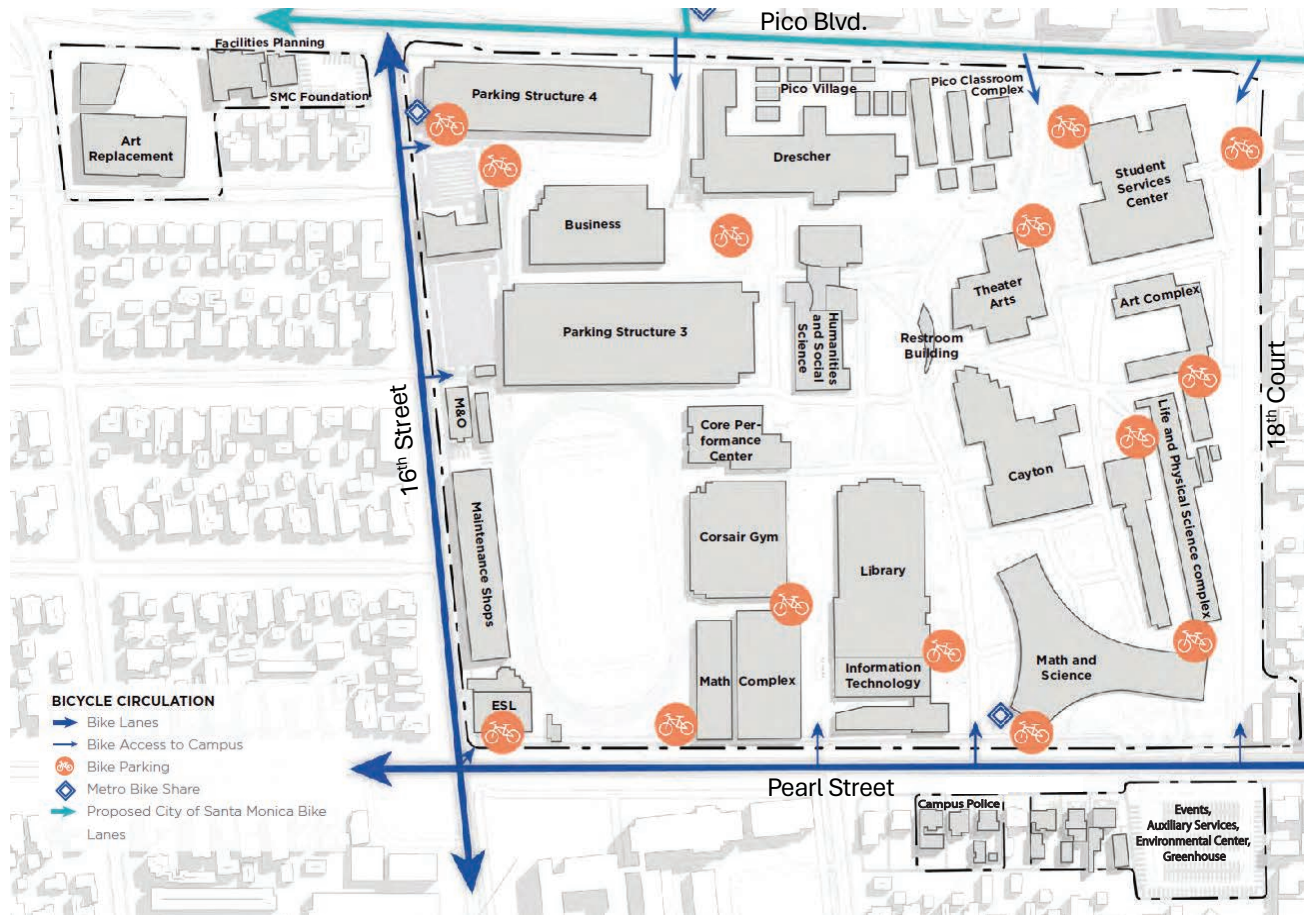 Pico Blvd.
Facilities Planning
SMC Foundation
Art
Replacement
Parking Structure 4
Pico Village
Pico Classroom
Complex
Drescher
Student
Services
Center
Business
Theater
Arts
Art Complex
Parking Structure 3
Humanities
and Social
Science
Restroom
Building
16th Street
18th Court
M&O
Core Per-
formance
Center
Cayton
Life and Physical Science complex
Maintenance Shops
Corsair Gym
Library
Math
Complex
Information
Technology
Math and
Science
ESL
BICYCLE CIRCULATION
Bike Lanes
Bike Access to Campus
Bike Parking
Metro Bike Share
Proposed City of Santa Monica Bike
Lanes
Pearl Street
Campus Police
Events,
Auxiliary Services,
Environmental Center,
Greenhouse